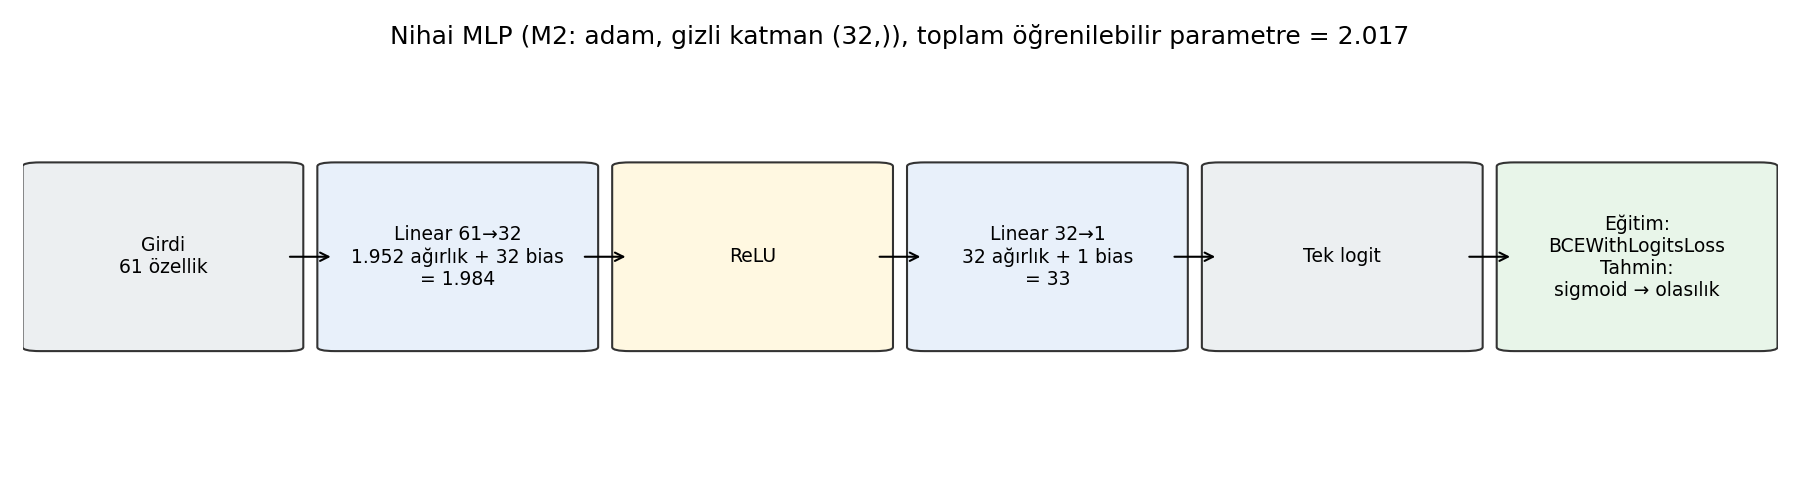 Nihai MLP (M2: adam, gizli katman (32,)), toplam öğrenilebilir parametre = 2.017
Girdi
61 özellik
Linear 61→32
1.952 ağırlık + 32 bias
= 1.984
ReLU
Linear 32→1
32 ağırlık + 1 bias
= 33
Tek logit
Eğitim:
BCEWithLogitsLoss
Tahmin:
sigmoid → olasılık